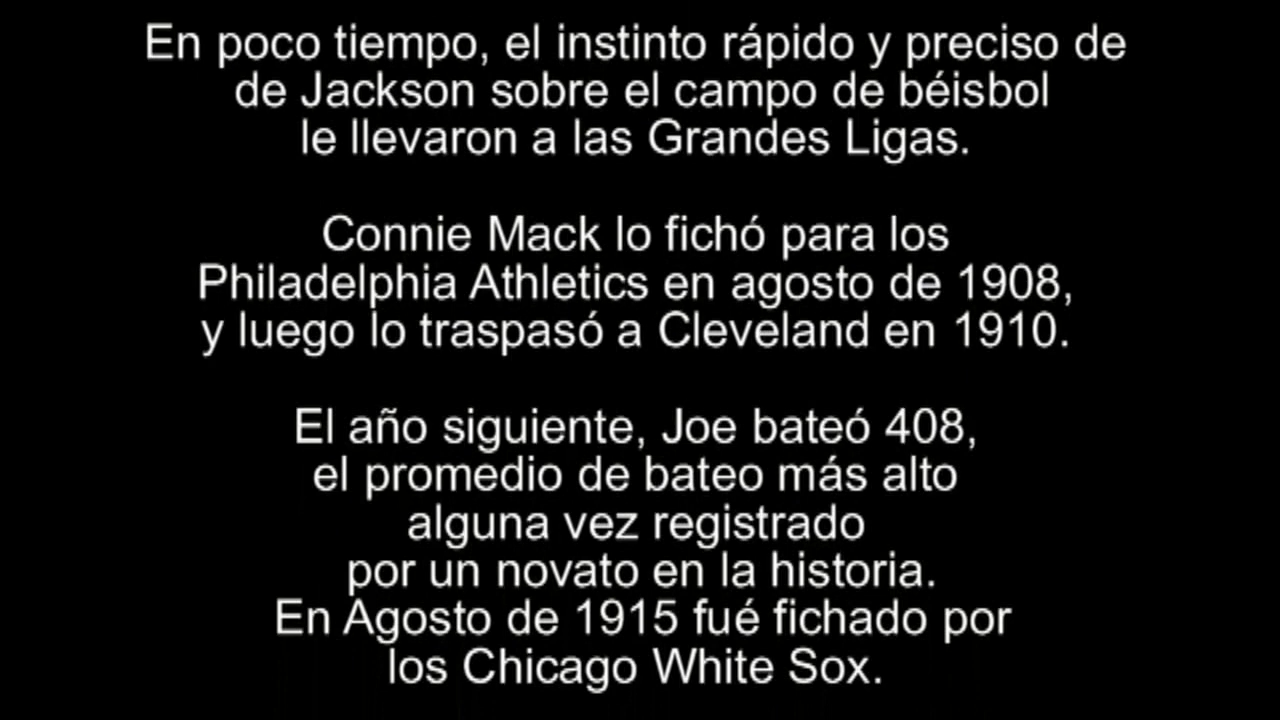 En poco tiempo, el instinto rápido y preciso de
de Jackson sobre el campo de béisbol
le llevaron a las Grandes Ligas.
Connie Mack lo fichó para los
Philadelphia Athletics en agosto de 1908,
y luego lo traspasó a Cleveland en 1910.
El año siguiente, Joe bateó 408,
el promedio de bateo más alto
alguna vez registrado
por un novato en la historia.
En Agosto de 1915 fué fichado por
los Chicago White Sox.